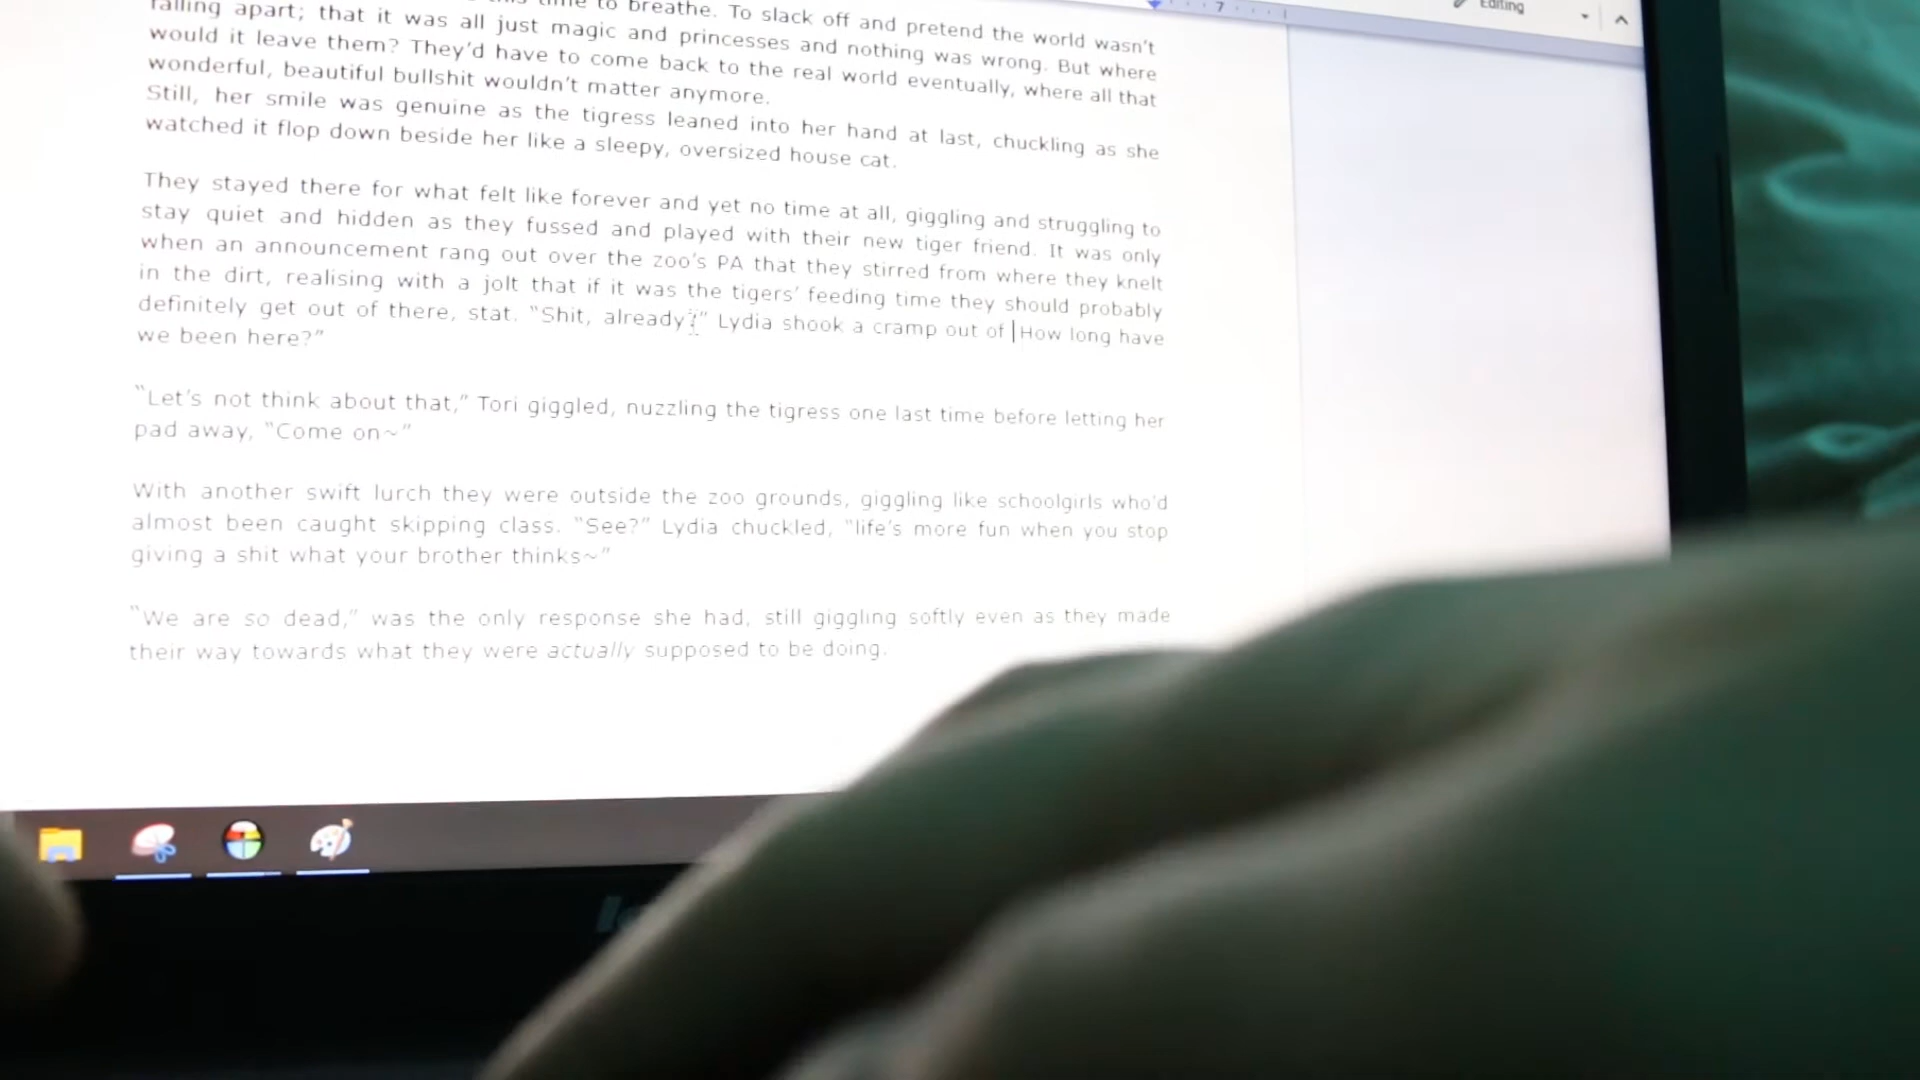 to breathe. To slack off and pretend the world wasn't
falling apart; that it was all just magic and princesses and nothing was wrong. But where
would it leave them? They'd have to come back to the real world eventually, where all that
wonderful, beautiful bullshit wouldn't matter anymore.
Still, her smile was genuine as the tigress leaned into her hand at last, chuckling as she
watched it flop down beside her like a sleepy, oversized house cat.
They stayed there for what felt like forever and yet no time at all, giggling and struggling to
stay quiet and hidden as they fussed and played with their new tiger friend. It was only
when an announcement rang out over the zoo's PA that they stirred from where they knelt
in the dirt, realising with a jolt that if it was the tigers' feeding time they should probably
definitely get out of there, stat. "Shit, already?" Lydia shook a cramp out of How long have
we been here?"
"Let's not think about that," Tori giggled, nuzzling the tigress one last time before letting her
pad away, "Come on~"
With another swift lurch they were outside the zoo grounds, giggling like schoolgirls who'd
almost been caught skipping class. "See?" Lydia chuckled, "life's more fun when you stop
giving a shit what your brother thinks~"
"We are so dead," was the only response she had, still giggling softly even as they made
their way towards what they were actually supposed to be doing.
7
Editing